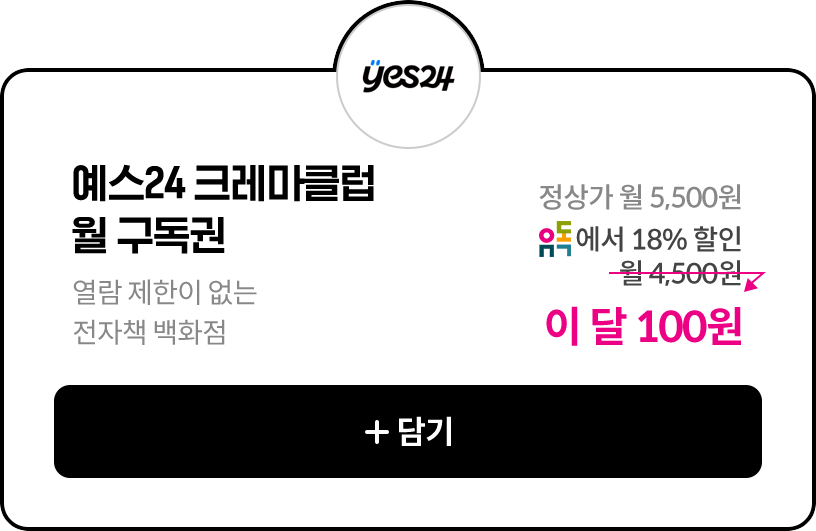 yes24
예스24 크레마클럽
월 구독권
열람 제한이 없는
전자책 백화점
정상가 월 5,500원
유독에서 18% 할인
월 4,500원
이 달 100원
+ 담기